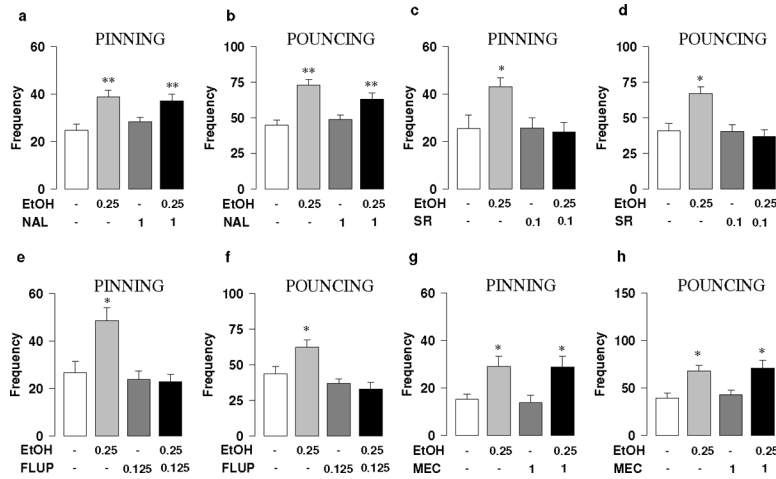 a b c d
PINNING POUCING PINNING POUCING
60 100 60 100
** ** ** ** * *
Frequency Frequency Frequency Frequency
40 75 40 75
50 50
20 25 20 25
0 0 0 0
EtOH - 0.25 - 0.25 EtOH - 0.25 - 0.25 EtOH - 0.25 - 0.25 EtOH - 0.25 - 0.25
NAL - - 1 1 NAL - - 1 1 SR - - 0.1 0.1 SR - - 0.1 0.1
e f g h
PINNING POUNCING PINNING POUNCING
60 100 60 150
* * * * * *
Frequency Frequency Frequency Frequency
40 75 40 100
50
20 25 20 50
0 0 0 0
EtOH - 0.25 - 0.25 EtOH - 0.25 - 0.25 EtOH - 0.25 - 0.25 EtOH - 0.25 - 0.25
FLUP - - 0.125 0.125 FLUP - - 0.125 0.125 MEC - - 1 1 MEC - - 1 1